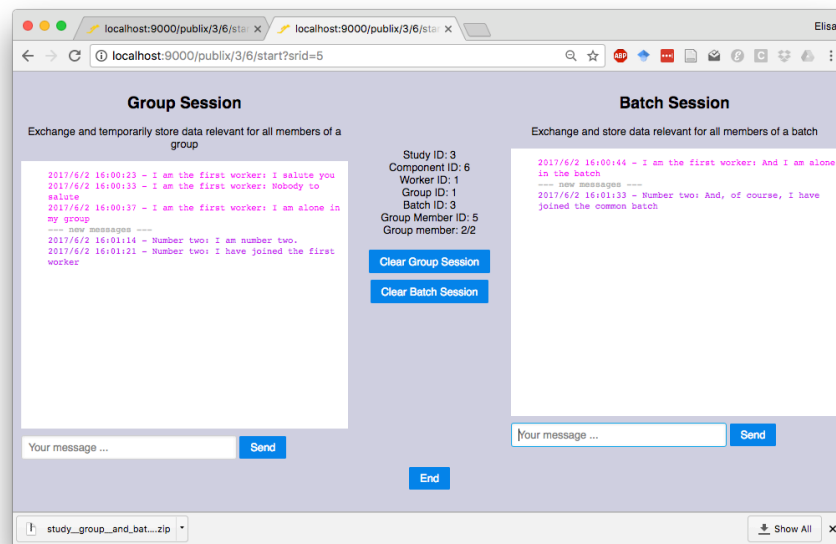 localhost:9000/publix/3/6/sta
localhost:9000/publix/3/6/star
Elisa
localhost:9000/publix/3/6/start?srid=5
ABP
Group Session
Exchange and temporarily store data relevant for all members of a
group
2017/6/2 16:00:23 - I am the first worker: I salute you
2017/6/2 16:00:33 - I am the first worker: Nobody to
salute
2017/6/2 16:00:37 - I am the first worker: I am alone in
my group
--- new messages ---
2017/6/2 16:01:14 - Number two: I am number two.
2017/6/2 16:01:21 - Number two: I have joined the first
worker
Your message ...
Send
Study ID: 3
Component ID: 6
Worker ID: 1
Group ID: 1
Batch ID: 3
Group Member ID: 5
Group member: 2/2
Clear Group Session
Clear Batch Session
End
Batch Session
Exchange and store data relevant for all members of a batch
2017/6/2 16:00:44 - I am the first worker: And I am alone
in the batch
--- new messages ---
2017/6/2 16:01:33 - Number two: And, of course, I have
joined the common batch
Your message ...
Send
study_group_and_bat....zip
Show All